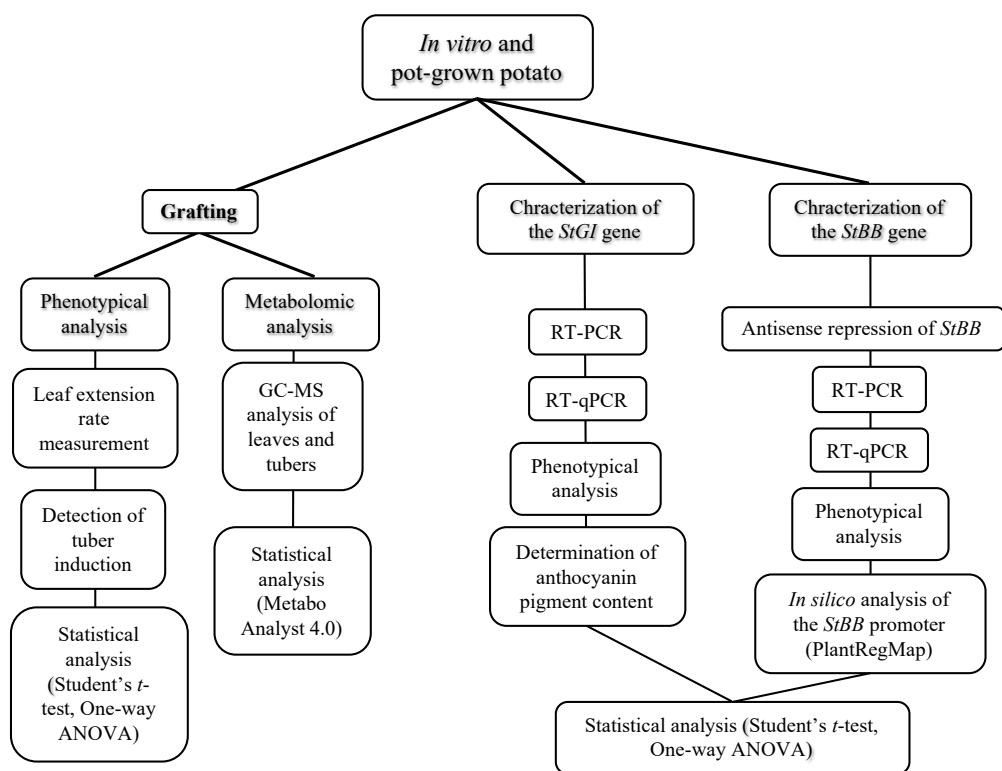 In vitro and
pot-grown potato
Grafting
Chracterization of
the StGI gene
Chracterization of
the StBB gene
Phenotypical
analysis
Metabolomic
analysis
RT-PCR
Antisense repression of StBB
Leaf extension
rate
measurement
GC-MS
analysis of
leaves and
tubers
RT-qPCR
RT-PCR
RT-qPCR
Phenotypical
analysis
Phenotypical
analysis
Detection of
tuber
induction
Statistical
analysis
(Metabo
Analyst 4.0)
Determination of
anthocyanin
pigment content
In silico analysis of
the StBB promoter
(PlantRegMap)
Statistical
analysis
(Student’s t-
test, One-way
ANOVA)
Statistical analysis (Student’s t-test,
One-way ANOVA)